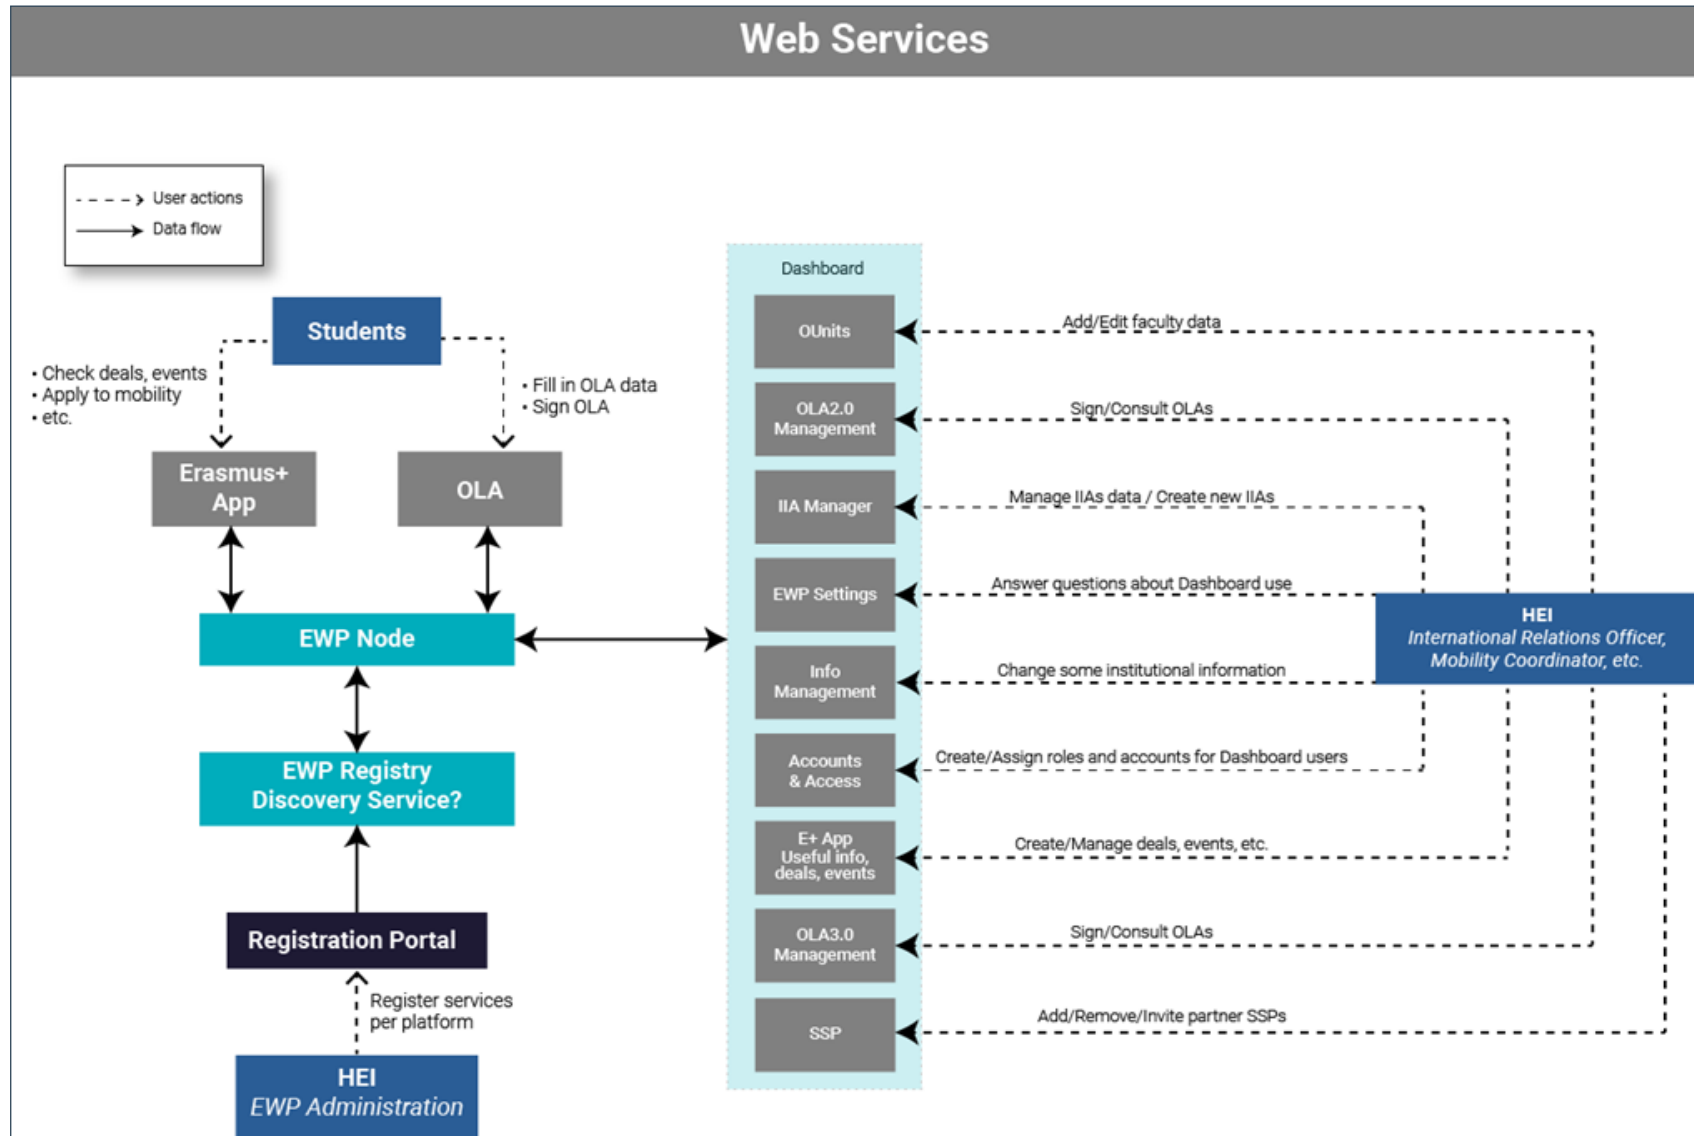 Web Services
User actions
Data flow
Students
• Check deals, events
• Apply to mobility
• etc.
• Fill in OLA data
• Sign OLA
Erasmus+
App
OLA
EWP Node
EWP Registry
Discovery Service?
Registration Portal
Register services
per platform
HEI
EWP Administration
Dashboard
OUnits
Add/Edit faculty data
OLA2.0
Management
Sign/Consult OLAs
IIA Manager
Manage IIAs data / Create new IIAs
EWP Settings
Answer questions about Dashboard use
Info
Management
Change some institutional information
Accounts
& Access
Create/Assign roles and accounts for Dashboard users
E+ App
Useful info,
deals, events
Create/Manage deals, events, etc.
OLA3.0
Management
Sign/Consult OLAs
SSP
Add/Remove/Invite partner SSPs
HEI
International Relations Officer,
Mobility Coordinator, etc.